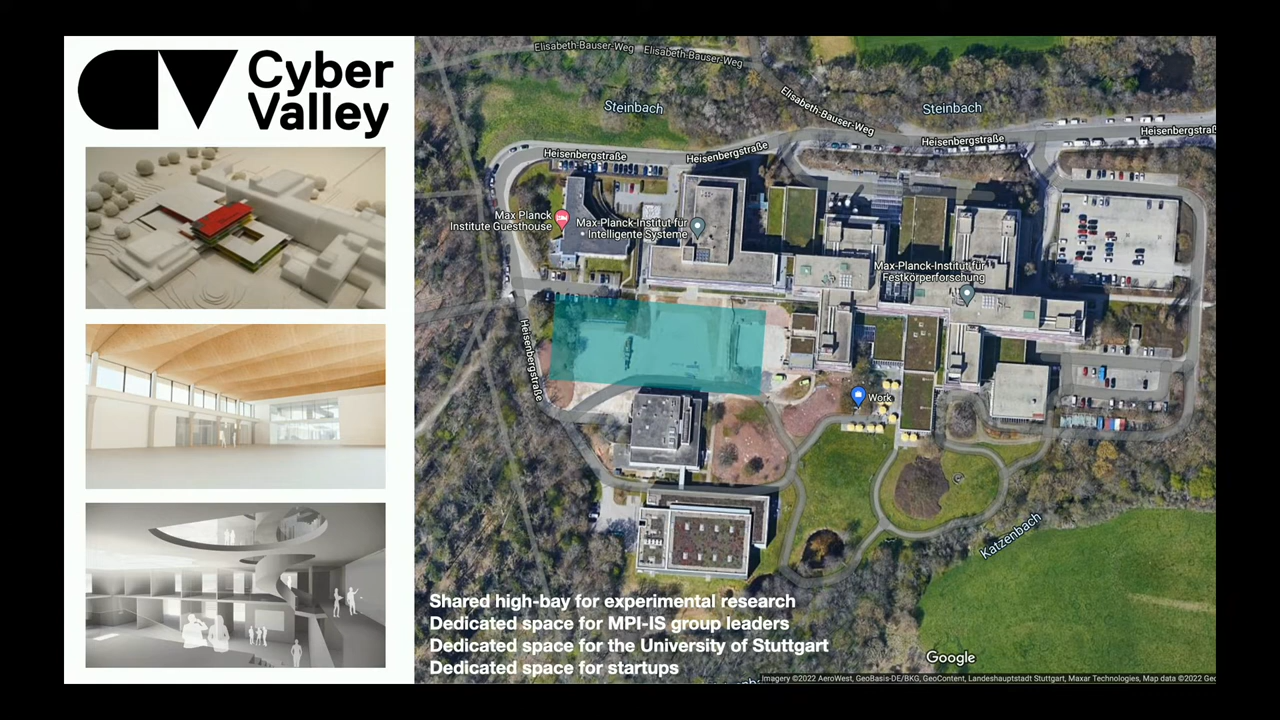 Cyber
Valley
Elisabeth-Bauser-Weg
Elisabeth-Bauser-Weg
Elisabeth-Bauser-Weg
Steinbach
Steinbach
Heisenbergstraße
Heisenbergstraße
Heisenbergstraße
Heisenbergstraß
Max Planck
Institute Guesthouse
Max-Planck-Institut für
Intelligente Systeme
Max-Planck-Institut für
Festkörperforschung
Heisenbergstraße
Work
Katzenbach
Shared high-bay for experimental research
Dedicated space for MPI-IS group leaders
Dedicated space for the University of Stuttgart
Dedicated space for startups
Google
Imagery ©2022 AeroWest, GeoBasis-DE/BKG, GeoContent, Landeshauptstadt Stuttgart, Maxar Technologies, Map data ©2022 Geo